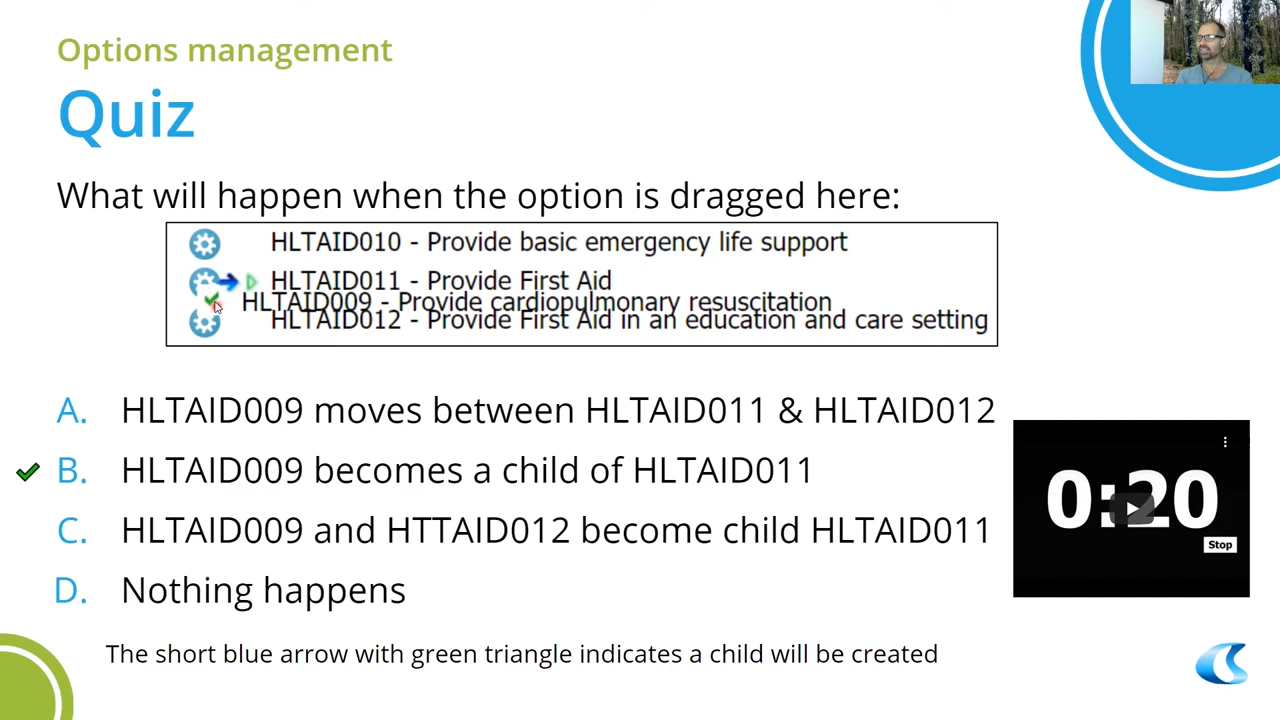 Options management
Quiz
What will happen when the option is dragged here:
HLTAID010 - Provide basic emergency life support
HLTAID011 - Provide First Aid
HLTAID009 - Provide cardiopulmonary resuscitation
HLTAID012 - Provide First Aid in an education and care setting
A. HLTAID009 moves between HLTAID011 & HLTAID012
B. HLTAID009 becomes a child of HLTAID011
C. HLTAID009 and HTTAID012 become child HLTAID011
D. Nothing happens
0:20
Stop
The short blue arrow with green triangle indicates a child will be created